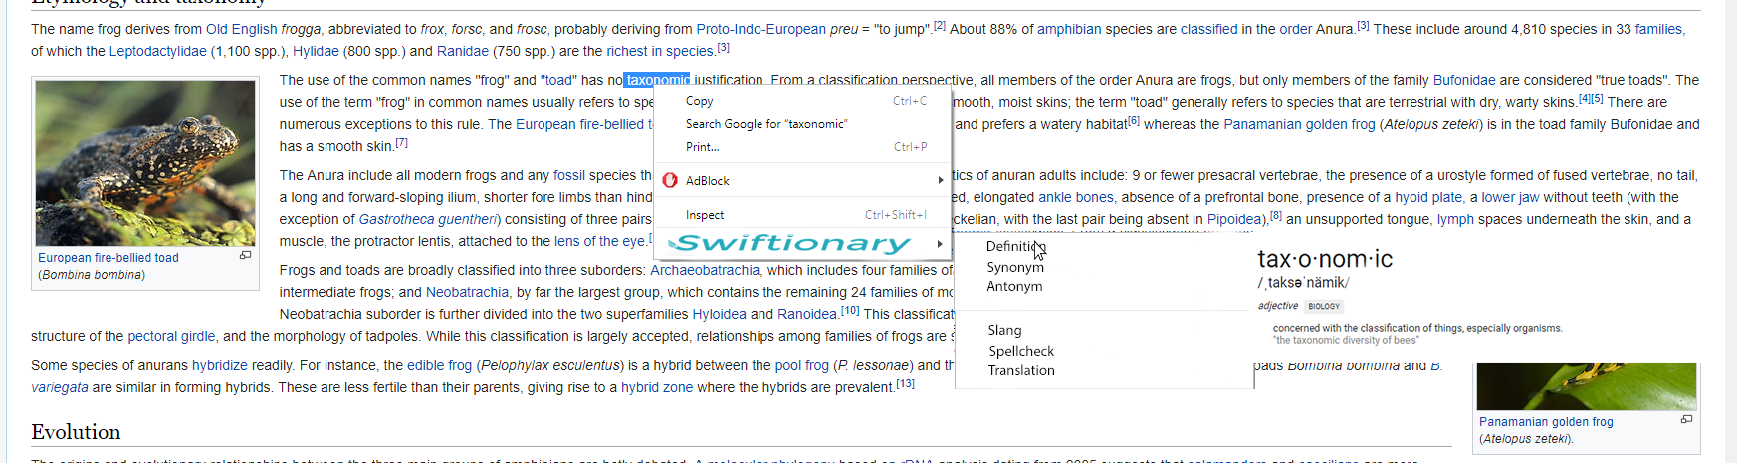 Etymology and taxonomy
The name frog derives from Old English frogga, abbreviated to frox, forsc, and frosc, probably deriving from Proto-Indo-European preu = "to jump".[2] About 88% of amphibian species are classified in the order Anura.[3] These include around 4,810 species in 33 families,
of which the Leptodactylidae (1,100 spp.), Hylidae (800 spp.) and Ranidae (750 spp.) are the richest in species.[3]
The use of the common names "frog" and "toad" has no taxonomic justification. From a classification perspective, all members of the order Anura are frogs, but only members of the family Bufonidae are considered "true toads". The
use of the term "frog" in common names usually refers to spe mooth, moist skins; the term "toad" generally refers to species that are terrestrial with dry, warty skins.[4][5] There are
numerous exceptions to this rule. The European fire-bellied t and prefers a watery habitat[6] whereas the Panamanian golden frog (Atelopus zeteki) is in the toad family Bufonidae and
has a smooth skin.[7]
The Anura include all modern frogs and any fossil species th tics of anuran adults include: 9 or fewer presacral vertebrae, the presence of a urostyle formed of fused vertebrae, no tail,
a long and forward-sloping ilium, shorter fore limbs than hind ed, elongated ankle bones, absence of a prefrontal bone, presence of a hyoid plate, a lower jaw without teeth (with the
exception of Gastrotheca guentheri) consisting of three pairs ckelian, with the last pair being absent in Pipoidea),[8] an unsupported tongue, lymph spaces underneath the skin, and a
muscle, the protractor lentis, attached to the lens of the eye.[
Frogs and toads are broadly classified into three suborders: Archaeobatrachia, which includes four families of
intermediate frogs; and Neobatrachia, by far the largest group, which contains the remaining 24 families of mo
Neobatrachia suborder is further divided into the two superfamilies Hyloidea and Ranoidea.[10] This classificat
structure of the pectoral girdle, and the morphology of tadpoles. While this classification is largely accepted, relationships among families of frogs are s
Some species of anurans hybridize readily. For instance, the edible frog (Pelophylax esculentus) is a hybrid between the pool frog (P. lessonae) and th pads Bombina bombina and B.
variegata are similar in forming hybrids. These are less fertile than their parents, giving rise to a hybrid zone where the hybrids are prevalent.[13]
European fire-bellied toad
(Bombina bombina)
Copy Ctrl+C
Search Google for "taxonomic"
Print... Ctrl+P
AdBlock
Inspect Ctrl+Shift+I
Swiftionary
Definition
Synonym
Antonym
Slang
Spellcheck
Translation
tax·o·nom·ic
/ˌtaksəˈnämik/
adjective BIOLOGY
concerned with the classification of things, especially organisms.
"the taxonomic diversity of bees"
Panamanian golden frog
(Atelopus zeteki).
Evolution